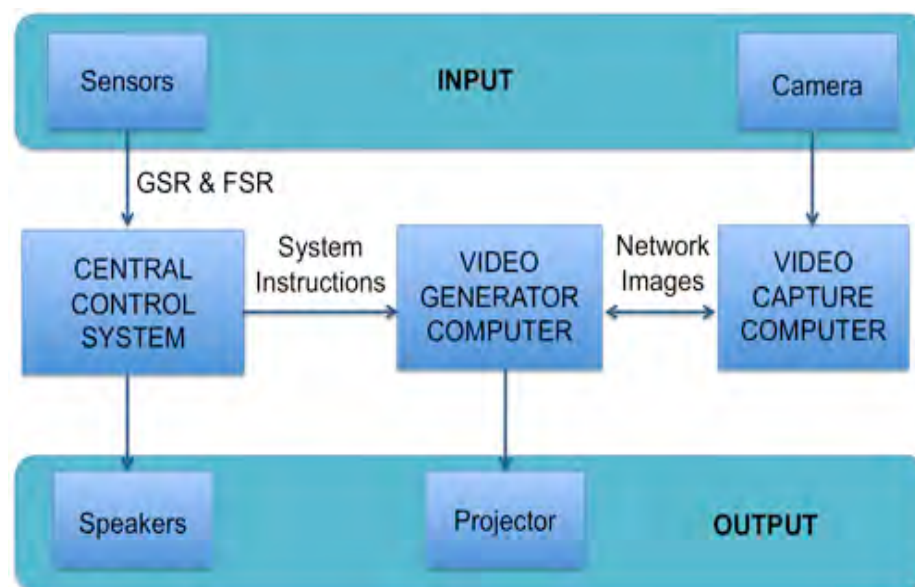 Sensors
INPUT
Camera
GSR & FSR
CENTRAL
CONTROL
SYSTEM
System
Instructions
VIDEO
GENERATOR
COMPUTER
Network
Images
VIDEO
CAPTURE
COMPUTER
Speakers
Projector
OUTPUT